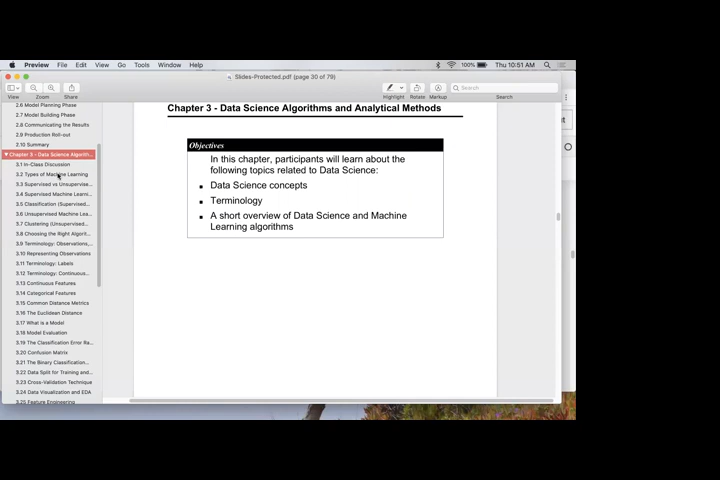 Preview File Edit View Go Tools Window Help
100% Thu 10:51 AM
Slides-Protected.pdf (page 30 of 79)
View Zoom Share Highlight Rotate Markup Search
Search
2.6 Model Planning Phase
2.7 Model Building Phase
2.8 Communicating the Results
2.9 Production Roll-out
2.10 Summary
Chapter 3 - Data Science Algorith...
3.1 In-Class Discussion
3.2 Types of Machine Learning
3.3 Supervised vs Unsupervise...
3.4 Supervised Machine Learni...
3.5 Classification (Supervised...
3.6 Unsupervised Machine Lea...
3.7 Clustering (Unsupervised...
3.8 Choosing the Right Algorit...
3.9 Terminology: Observations,...
3.10 Representing Observations
3.11 Terminology: Labels
3.12 Terminology: Continuous...
3.13 Continuous Features
3.14 Categorical Features
3.15 Common Distance Metrics
3.16 The Euclidean Distance
3.17 What is a Model
3.18 Model Evaluation
3.19 The Classification Error Ra...
3.20 Confusion Matrix
3.21 The Binary Classification...
3.22 Data Split for Training and...
3.23 Cross-Validation Technique
3.24 Data Visualization and EDA
3.25 Feature Engineering
Chapter 3 - Data Science Algorithms and Analytical Methods
Objectives
In this chapter, participants will learn about the
following topics related to Data Science:
Data Science concepts
Terminology
A short overview of Data Science and Machine
Learning algorithms